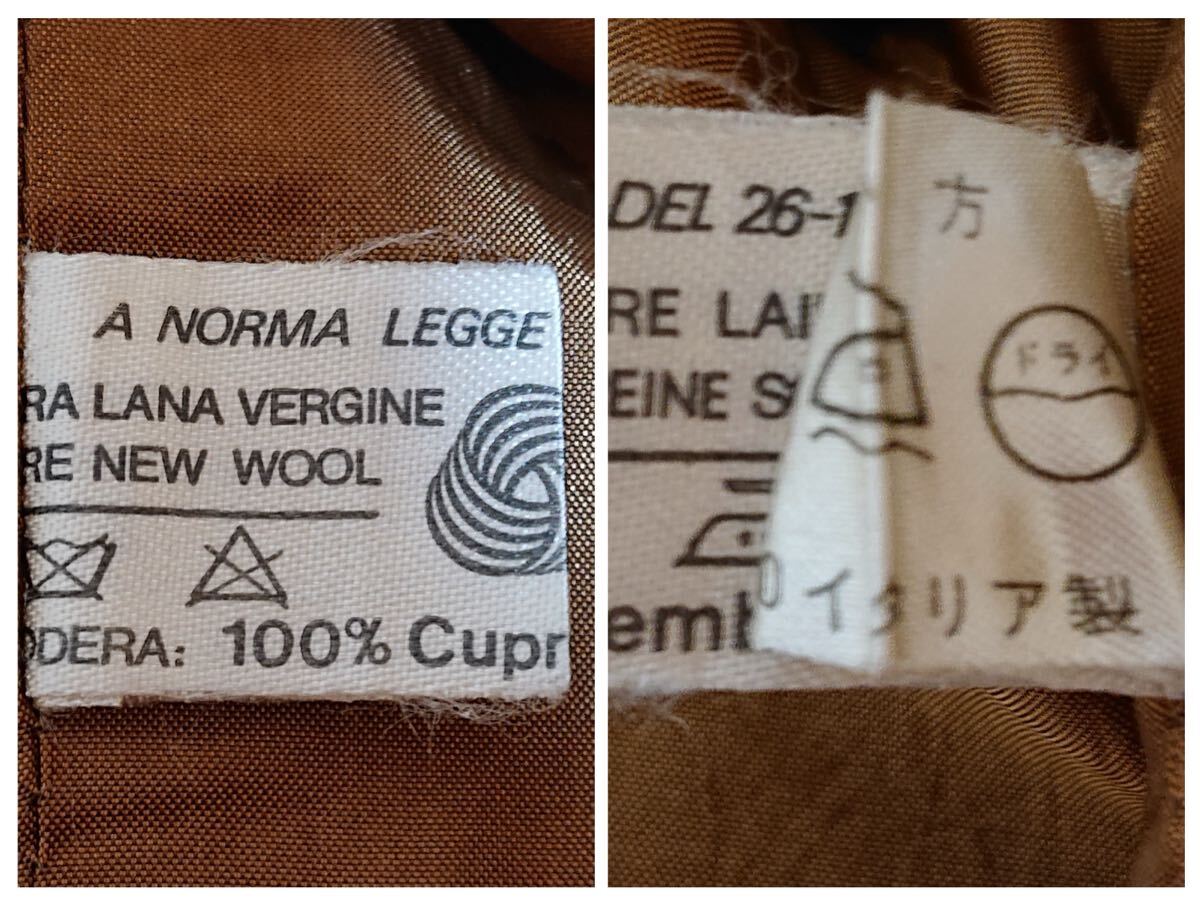 A NORMA LEGGE
RA LANA VERGINE
RE NEW WOOL
ODERA: 100% Cupr
DEL 26-1
RE LAI
EINE S
emb
方
ドライ
イタリア製